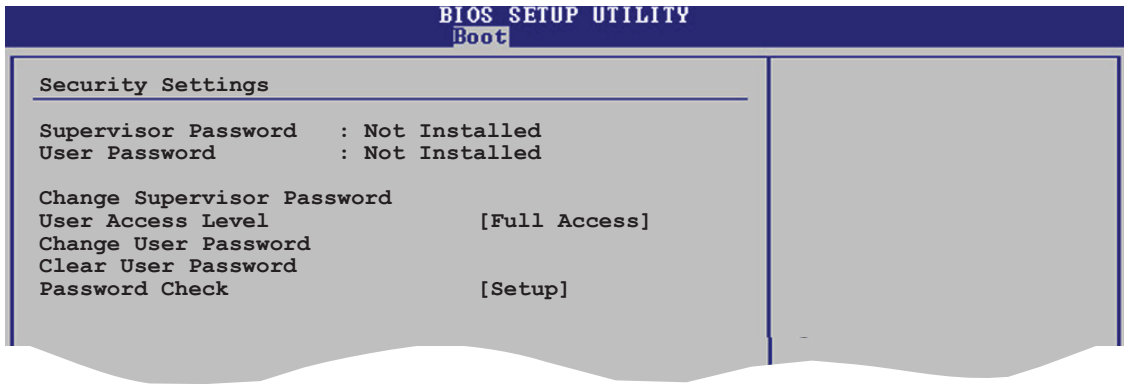 BIOS SETUP UTILITY
Boot
Security Settings
Supervisor Password : Not Installed
User Password : Not Installed
Change Supervisor Password
User Access Level [Full Access]
Change User Password
Clear User Password
Password Check [Setup]